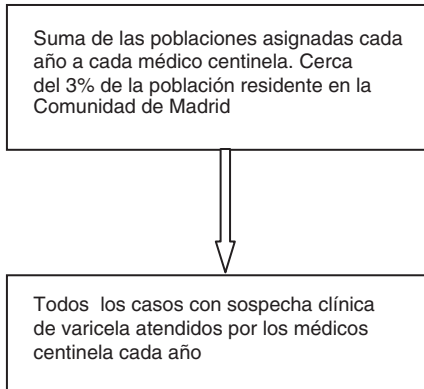 Suma de las poblaciones asignadas cada
año a cada médico centinela. Cerca
del 3% de la población residente en la
Comunidad de Madrid
Todos los casos con sospecha clínica
de varicela atendidos por los médicos
centinela cada año